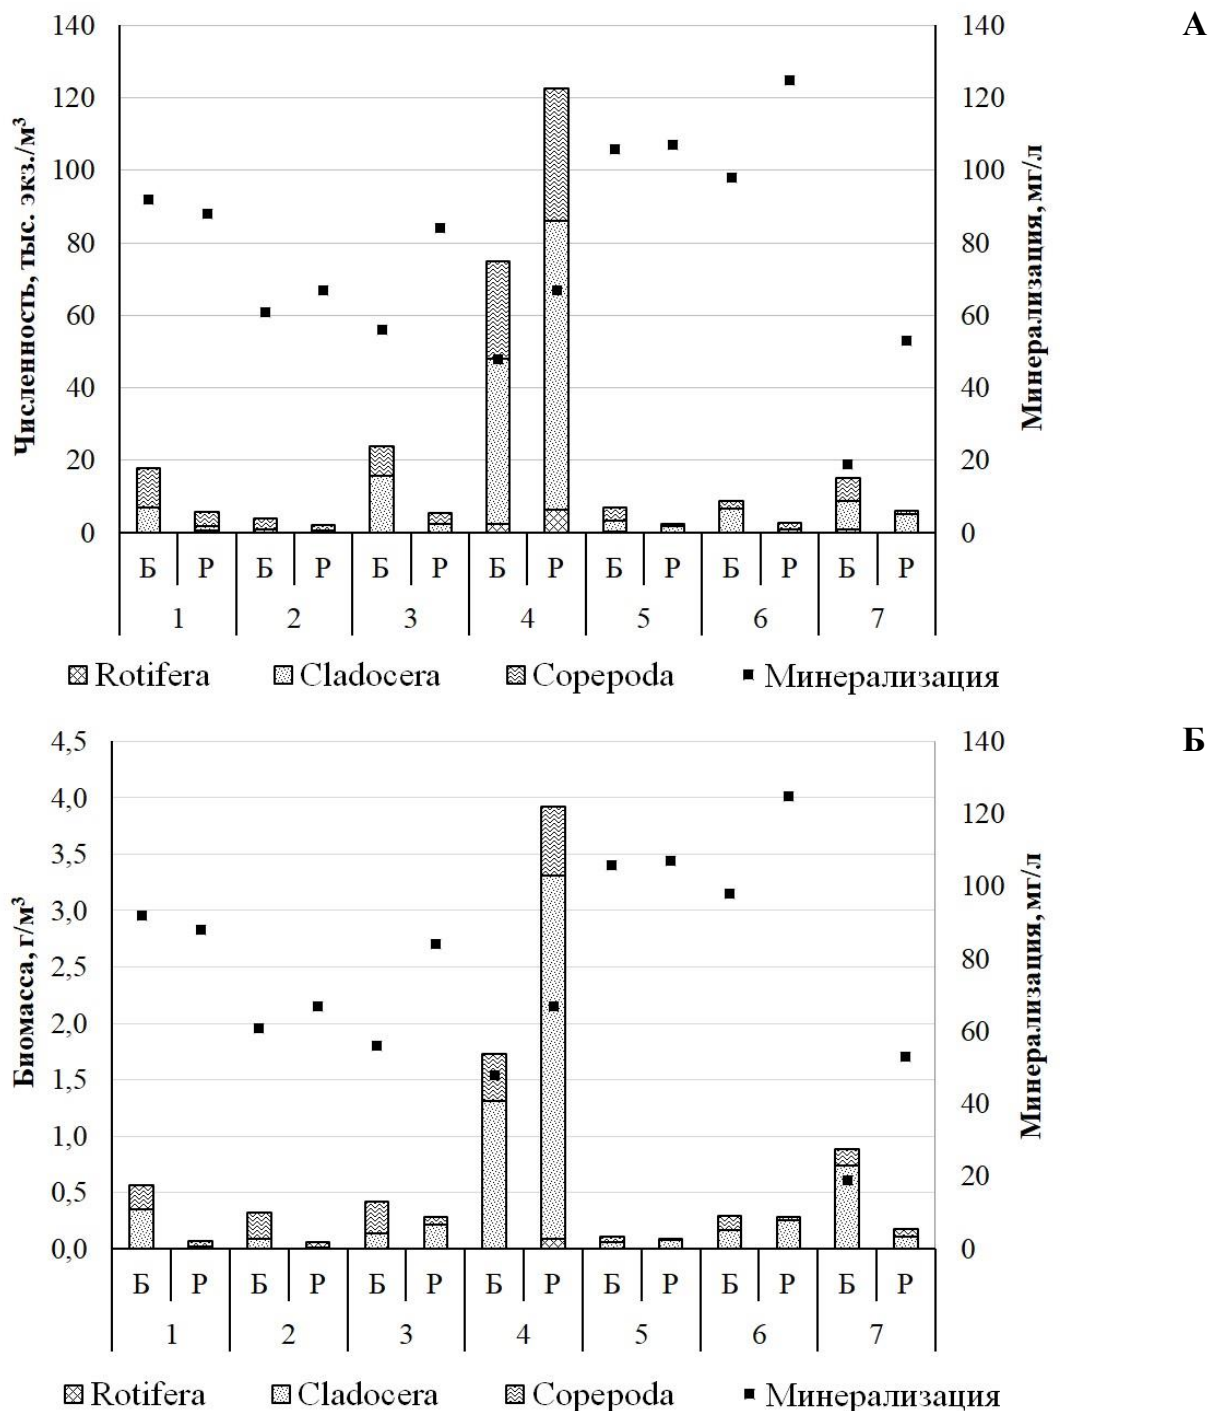 А
Численность, тыс. экз./м³
140
120
100
80
60
40
20
0
140
120
100
80
60
40
20
0
Минерализация, мг/л
Б Р Б Р Б Р Б Р Б Р Б Р Б Р
1 2 3 4 5 6 7
Rotifera Cladocera Copepoda Минерализация
Б
Биомасса, г/м³
4,5
4,0
3,5
3,0
2,5
2,0
1,5
1,0
0,5
0,0
140
120
100
80
60
40
20
0
Минерализация, мг/л
Б Р Б Р Б Р Б Р Б Р Б Р Б Р
1 2 3 4 5 6 7
Rotifera Cladocera Copepoda Минерализация